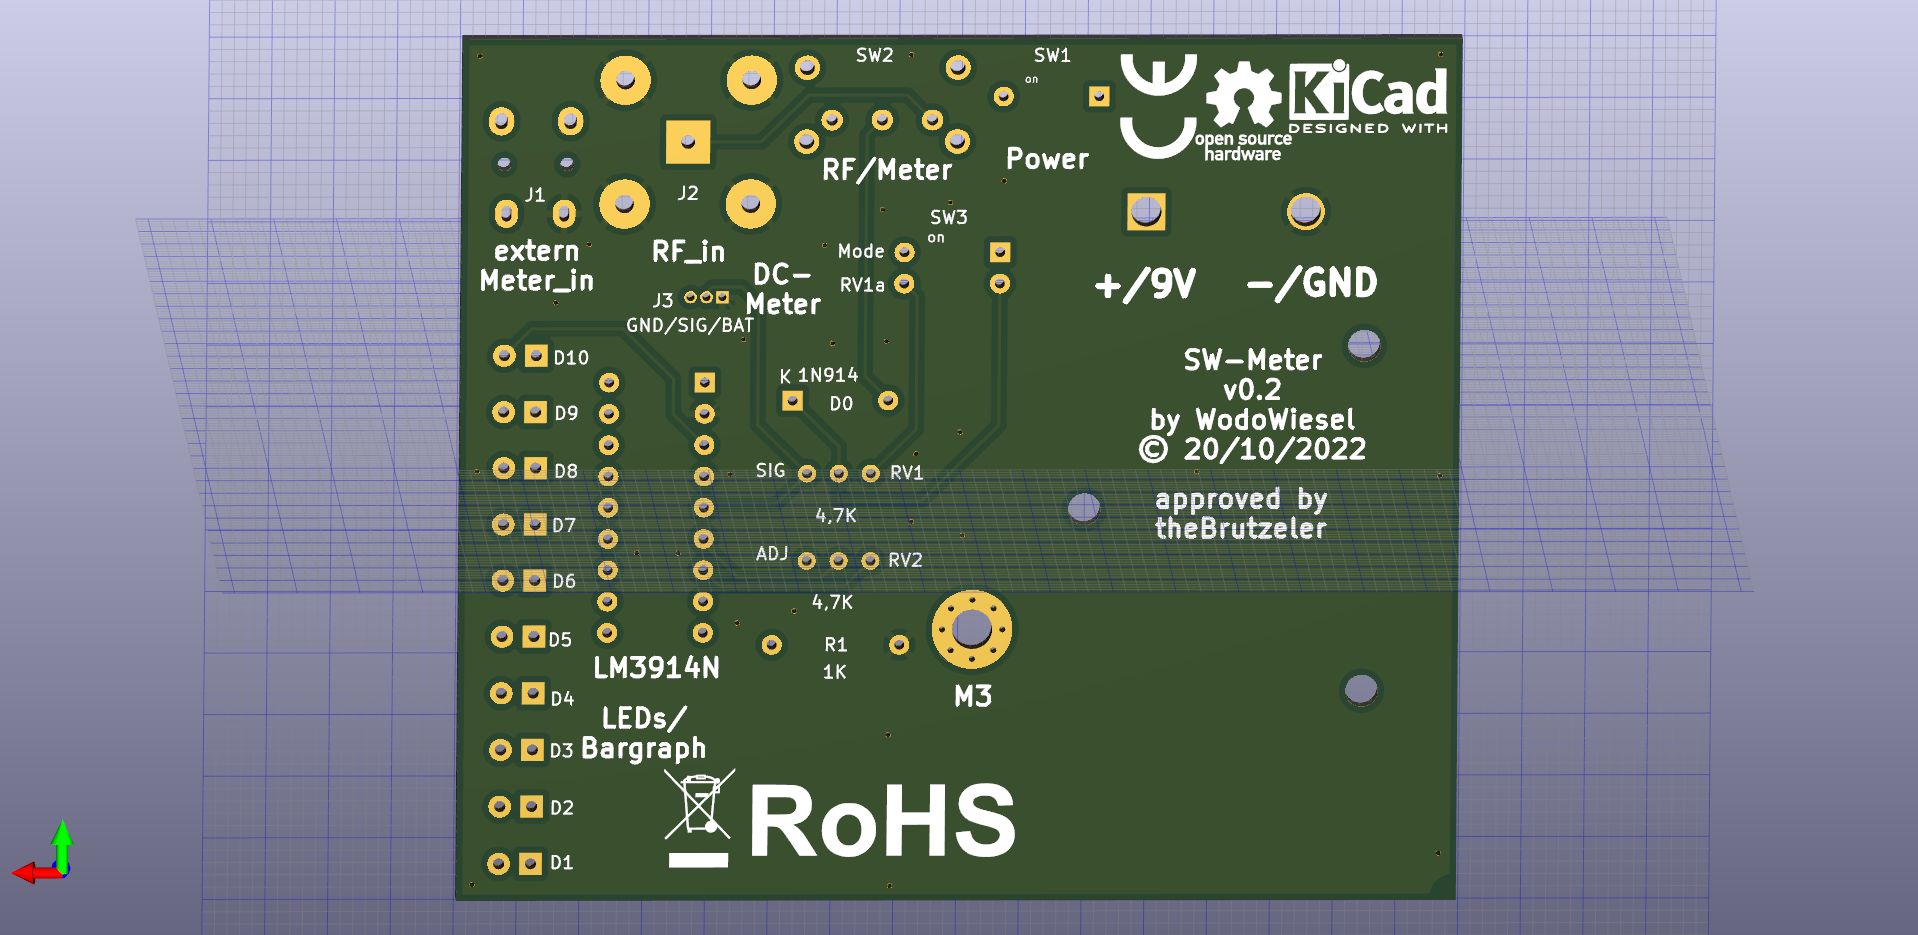 SW2
SW1
on
KiCad
DESIGNED WITH
open source
hardware
RF/Meter
Power
J1
J2
SW3
on
extern
Meter_in
RF_in
Mode
RV1a
DC-
Meter
J3
GND/SIG/BAT
+/9V
-/GND
D10
K 1N914
D0
SW-Meter
v0.2
by WodoWiesel
© 20/10/2022
D9
D8
SIG
RV1
4,7K
approved by
theBrutzeler
D7
ADJ
RV2
D6
4,7K
D5
R1
1K
LM3914N
M3
D4
LEDs/
Bargraph
D3
D2
RoHS
D1